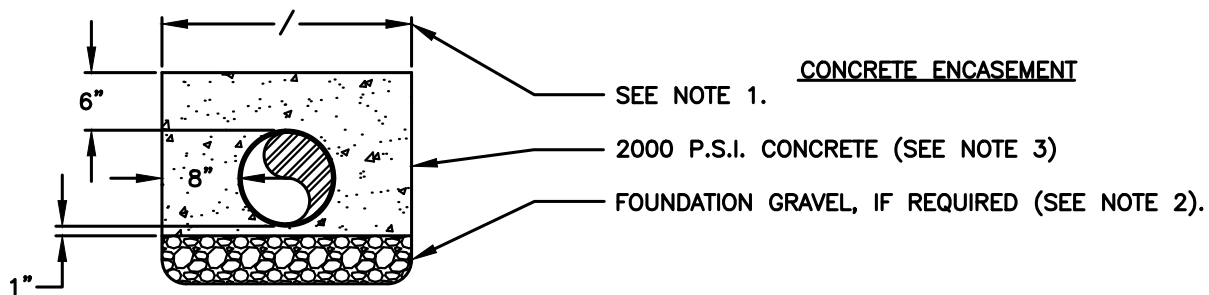 CONCRETE ENCASEMENT
6”
SEE NOTE 1.
2000 P.S.I. CONCRETE (SEE NOTE 3)
8”
FOUNDATION GRAVEL, IF REQUIRED (SEE NOTE 2).
1”